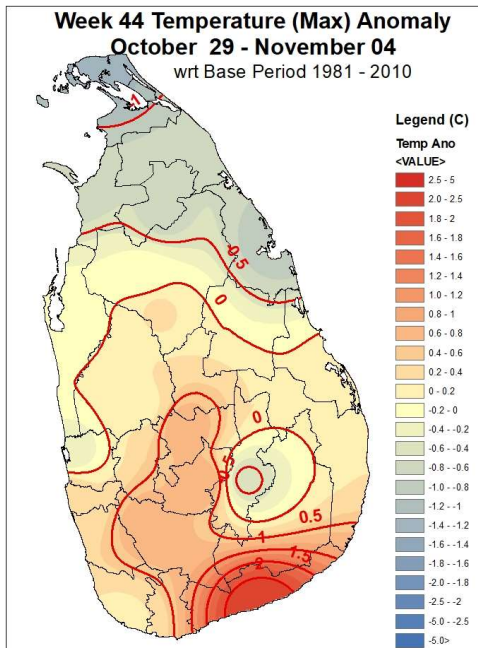 Week 44 Temperature (Max) Anomaly
October 29 - November 04
wrt Base Period 1981 - 2010
Legend (C)
Temp Ano
<VALUE>
2.5 - 5
2.0 - 2.5
1.8 - 2
1.6 - 1.8
1.4 - 1.6
1.2 - 1.4
1.0 - 1.2
0.8 - 1
0.6 - 0.8
0.4 - 0.6
0.2 - 0.4
0 - 0.2
-0.2 - 0
-0.4 - -0.2
-0.6 - -0.4
-0.8 - -0.6
-1.0 - -0.8
-1.2 - -1
-1.4 - -1.2
-1.6 - -1.4
-1.8 - -1.6
-2.0 - -1.8
-2.5 - -2
-5.0 - -2.5
-5.0>
-1
-0.5
0
0
0.5
1
1.5
2